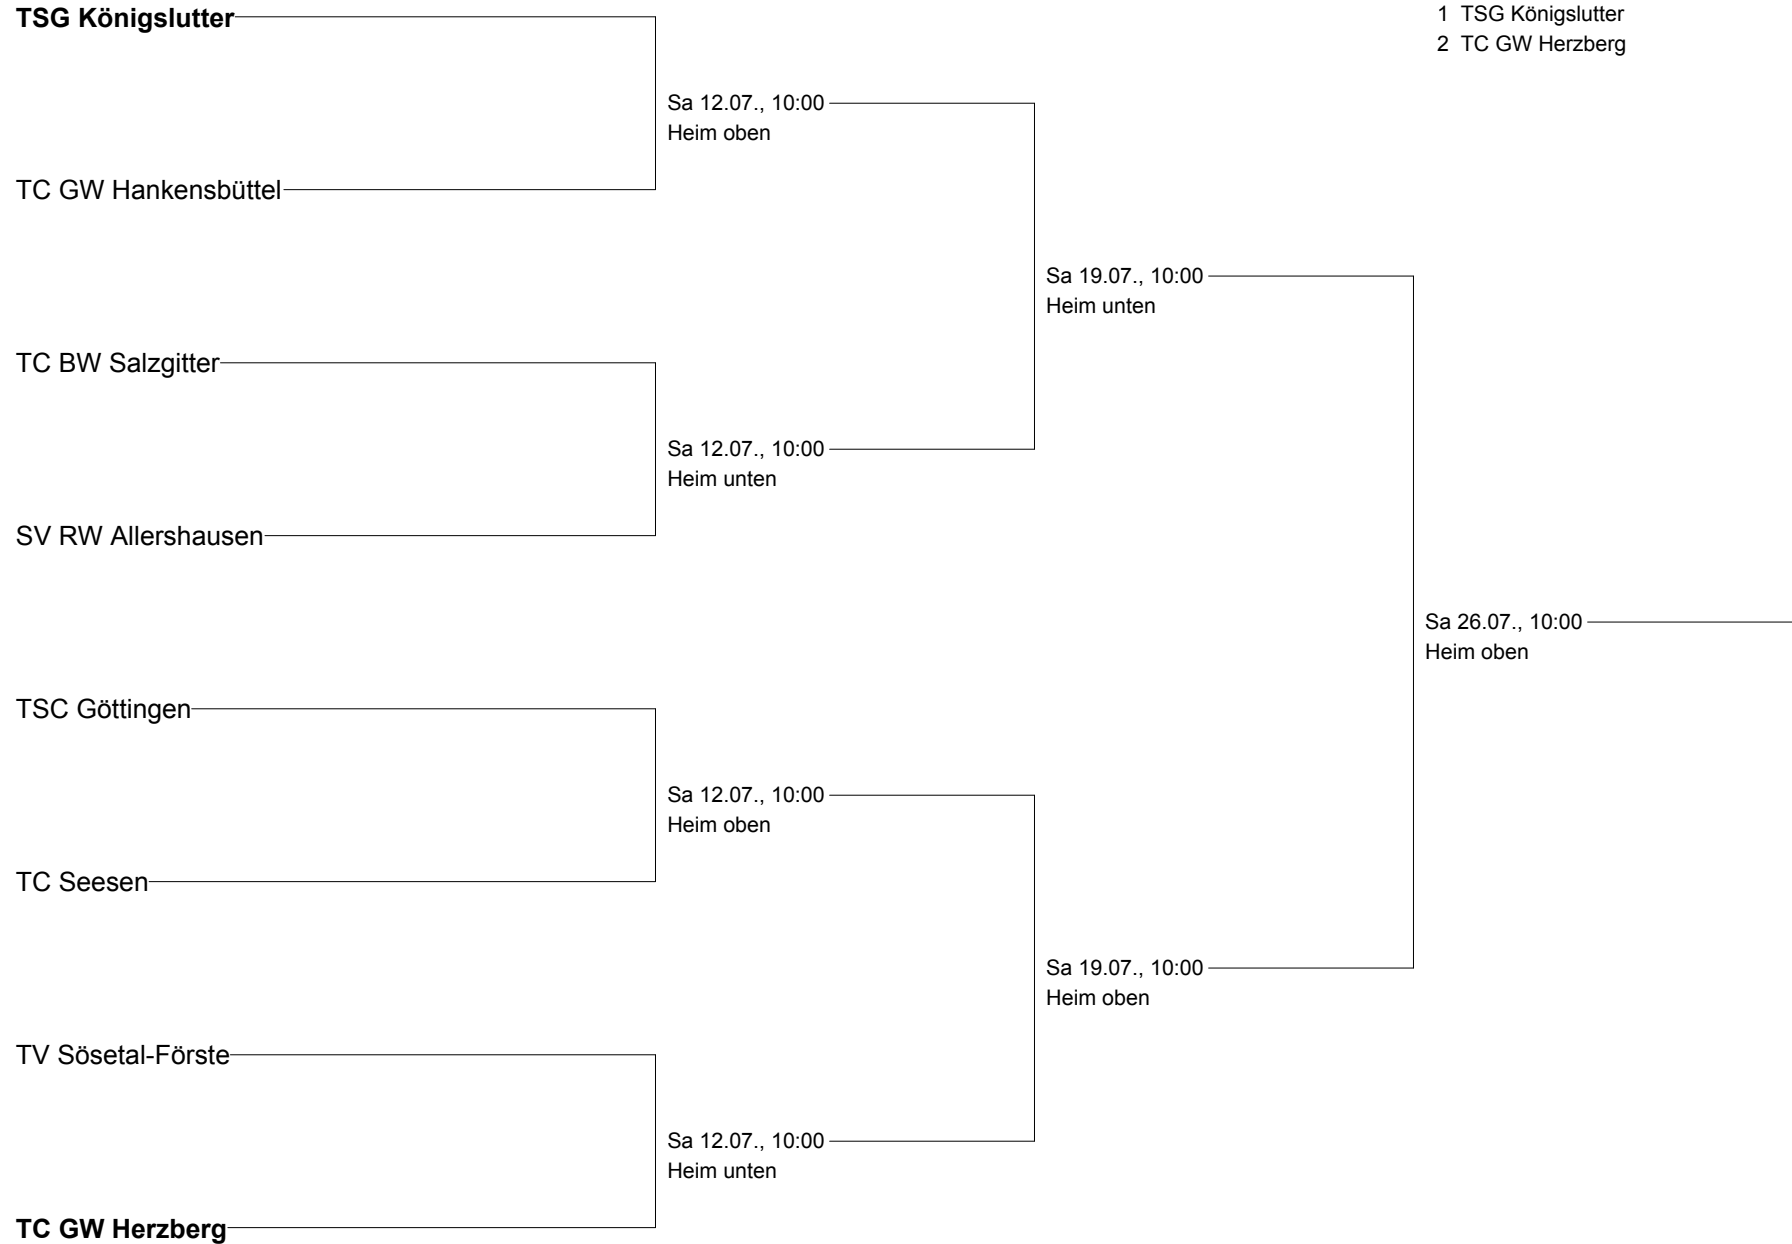 TSG Königslutter
1 TSG Königslutter
2 TC GW Herzberg
Sa 12.07., 10:00
Heim oben
TC GW Hankensbüttel
Sa 19.07., 10:00
Heim unten
TC BW Salzgitter
Sa 12.07., 10:00
Heim unten
SV RW Allershausen
Sa 26.07., 10:00
Heim oben
TSC Göttingen
Sa 12.07., 10:00
Heim oben
TC Seesen
Sa 19.07., 10:00
Heim oben
TV Sösetal-Förste
Sa 12.07., 10:00
Heim unten
TC GW Herzberg